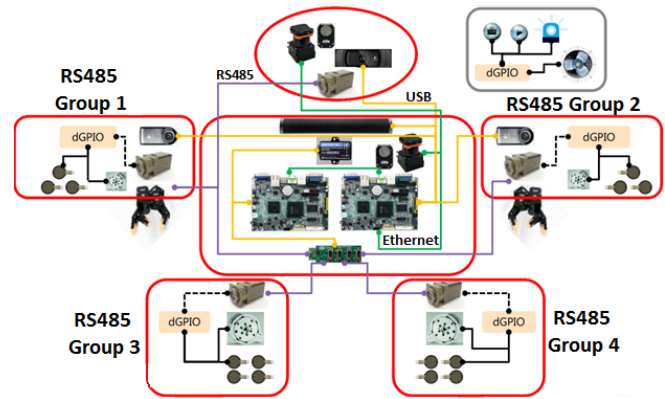 RS485
USB
dGPIO
RS485
Group 1
dGPIO
RS485 Group 2
dGPIO
Ethernet
RS485
Group 3
dGPIO
dGPIO
RS485
Group 4